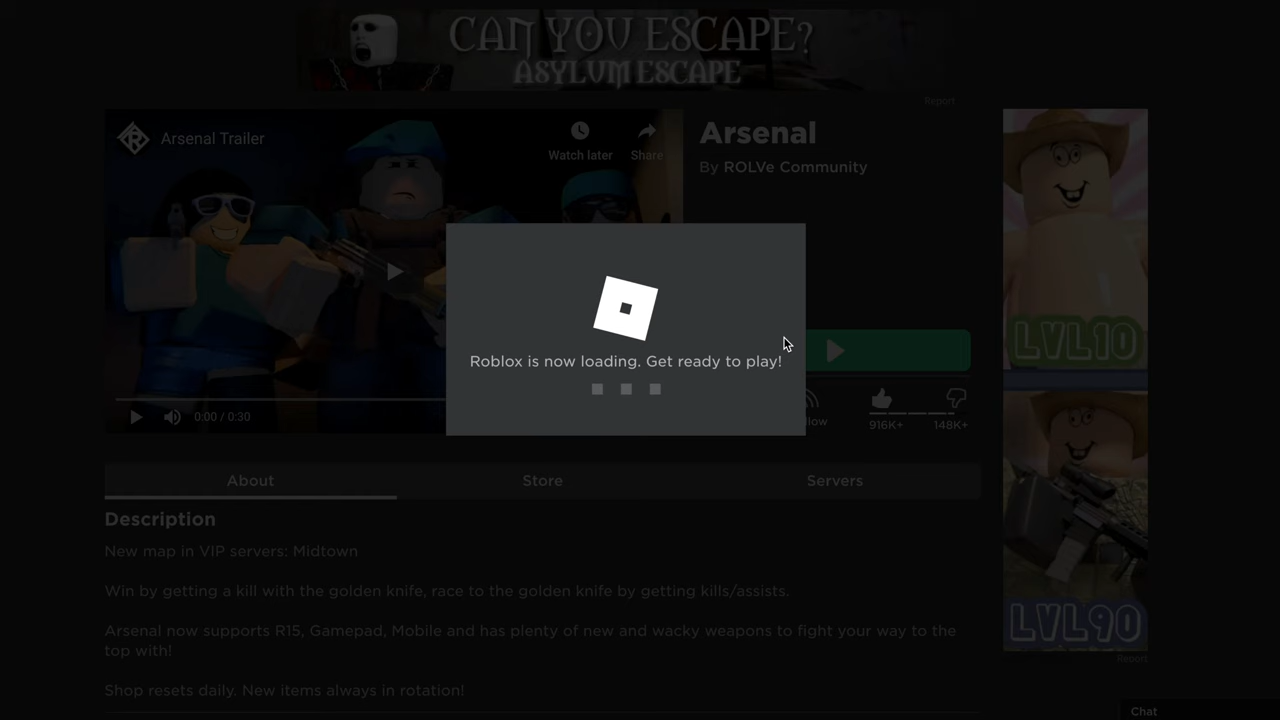 CAN YOU ESCAPE?
ASYLUM ESCAPE
Report
Arsenal Trailer
Watch later
Share
Arsenal
By ROLVe Community
LVL10
Roblox is now loading. Get ready to play!
0:00 / 0:30
916K+
148K+
About
Store
Servers
Description
New map in VIP servers: Midtown
Win by getting a kill with the golden knife, race to the golden knife by getting kills/assists.
Arsenal now supports R15, Gamepad, Mobile and has plenty of new and wacky weapons to fight your way to the
top with!
LVL90
Report
Shop resets daily. New items always in rotation!
Chat